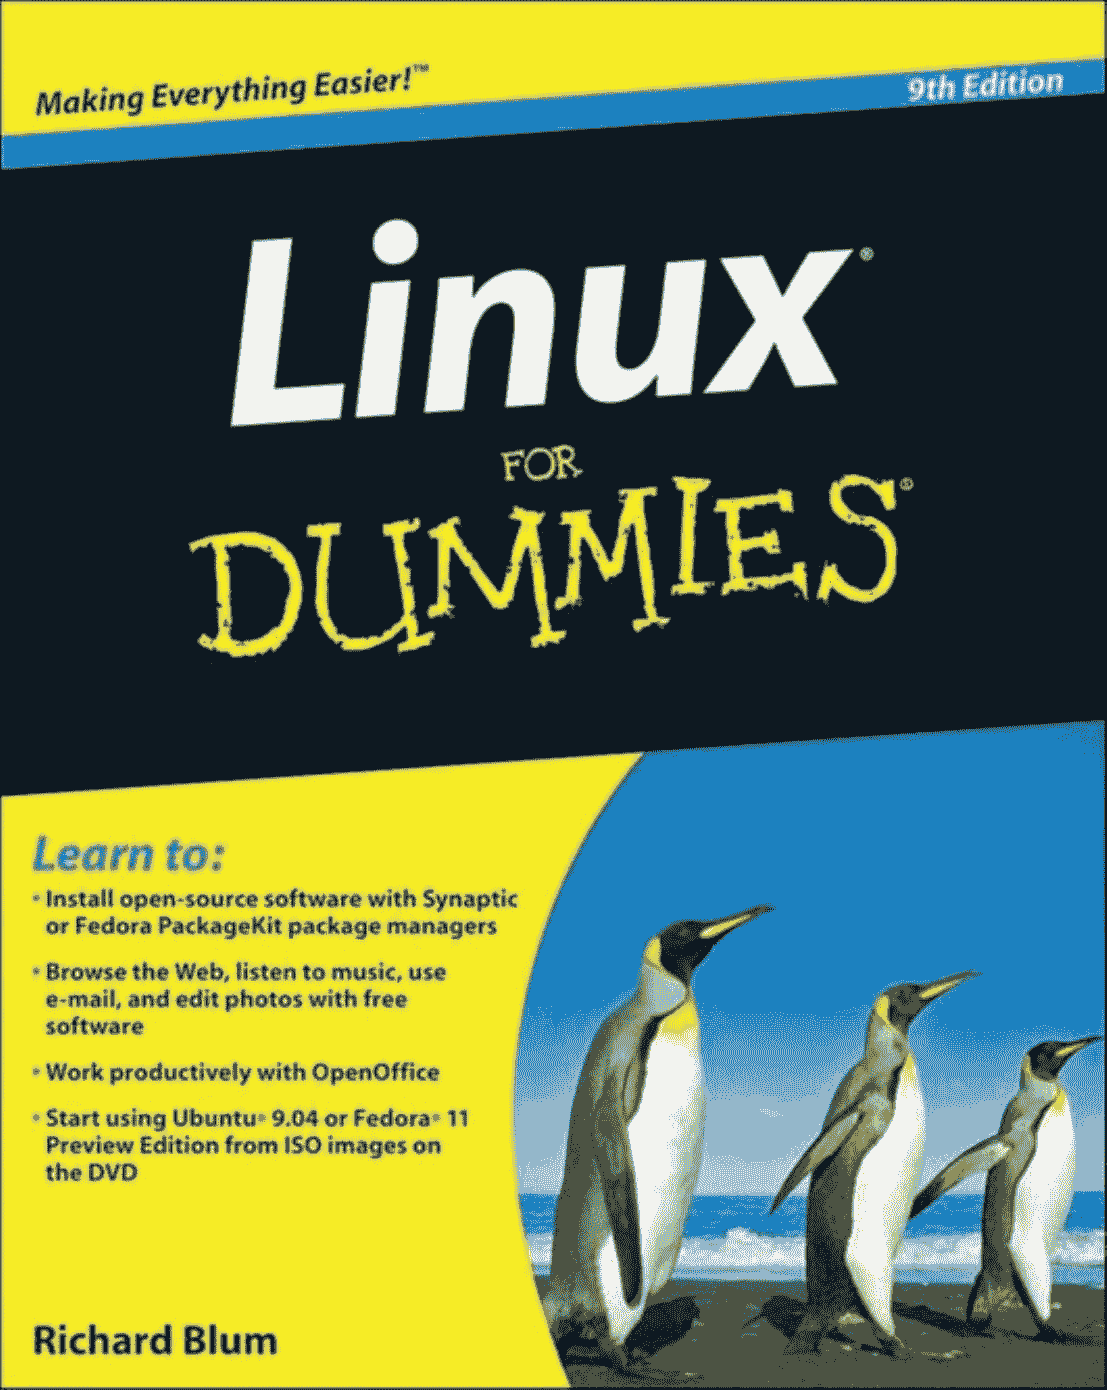 Making Everything Easier!™
9th Edition
Linux®
FOR
DUMMIES®
Learn to:
• Install open-source software with Synaptic
or Fedora PackageKit package managers
• Browse the Web, listen to music, use
e-mail, and edit photos with free
software
• Work productively with OpenOffice
• Start using Ubuntu® 9.04 or Fedora® 11
Preview Edition from ISO images on
the DVD
Richard Blum